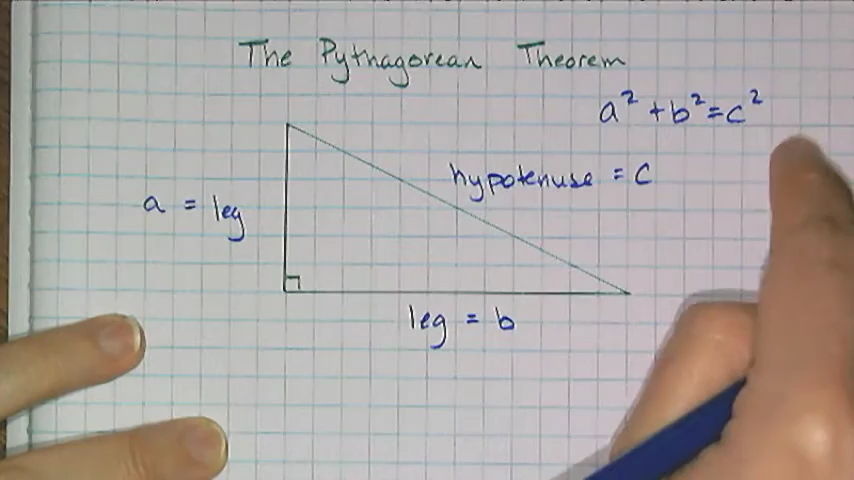 The Pythagorean Theorem
a² + b² = c²
hypotenuse = c
a = leg
leg = b